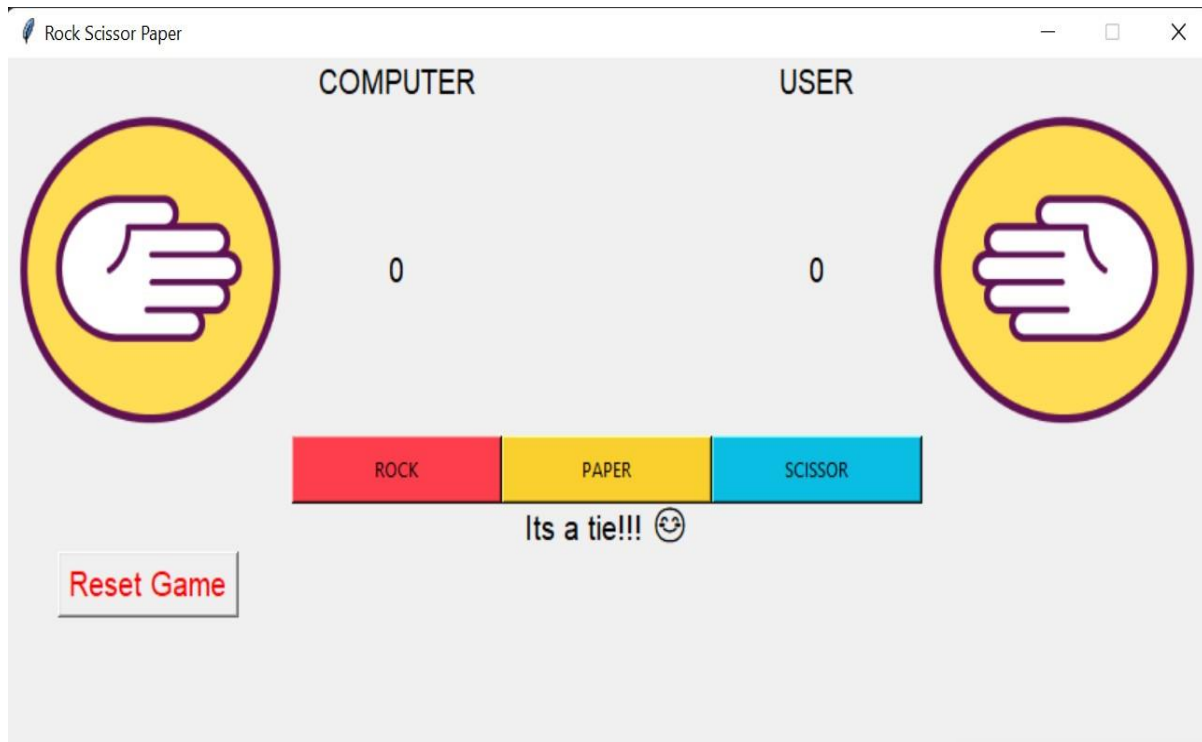 Rock Scissor Paper
COMPUTER USER
0 0
ROCK PAPER SCISSOR
Its a tie!!! 😊
Reset Game